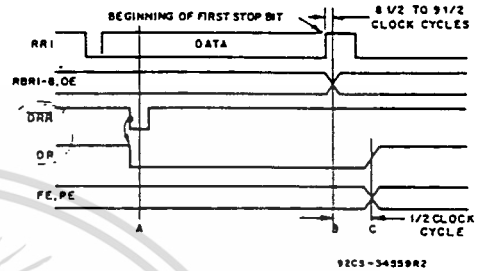 BEGINNING OF FIRST STOP BIT
8 1/2 TO 9 1/2
CLOCK CYCLES
RRI
DATA
RBR1-8,OE
DRR
DR
FE,PE
A
B
C
1/2 CLOCK
CYCLE
92CS-34559R2